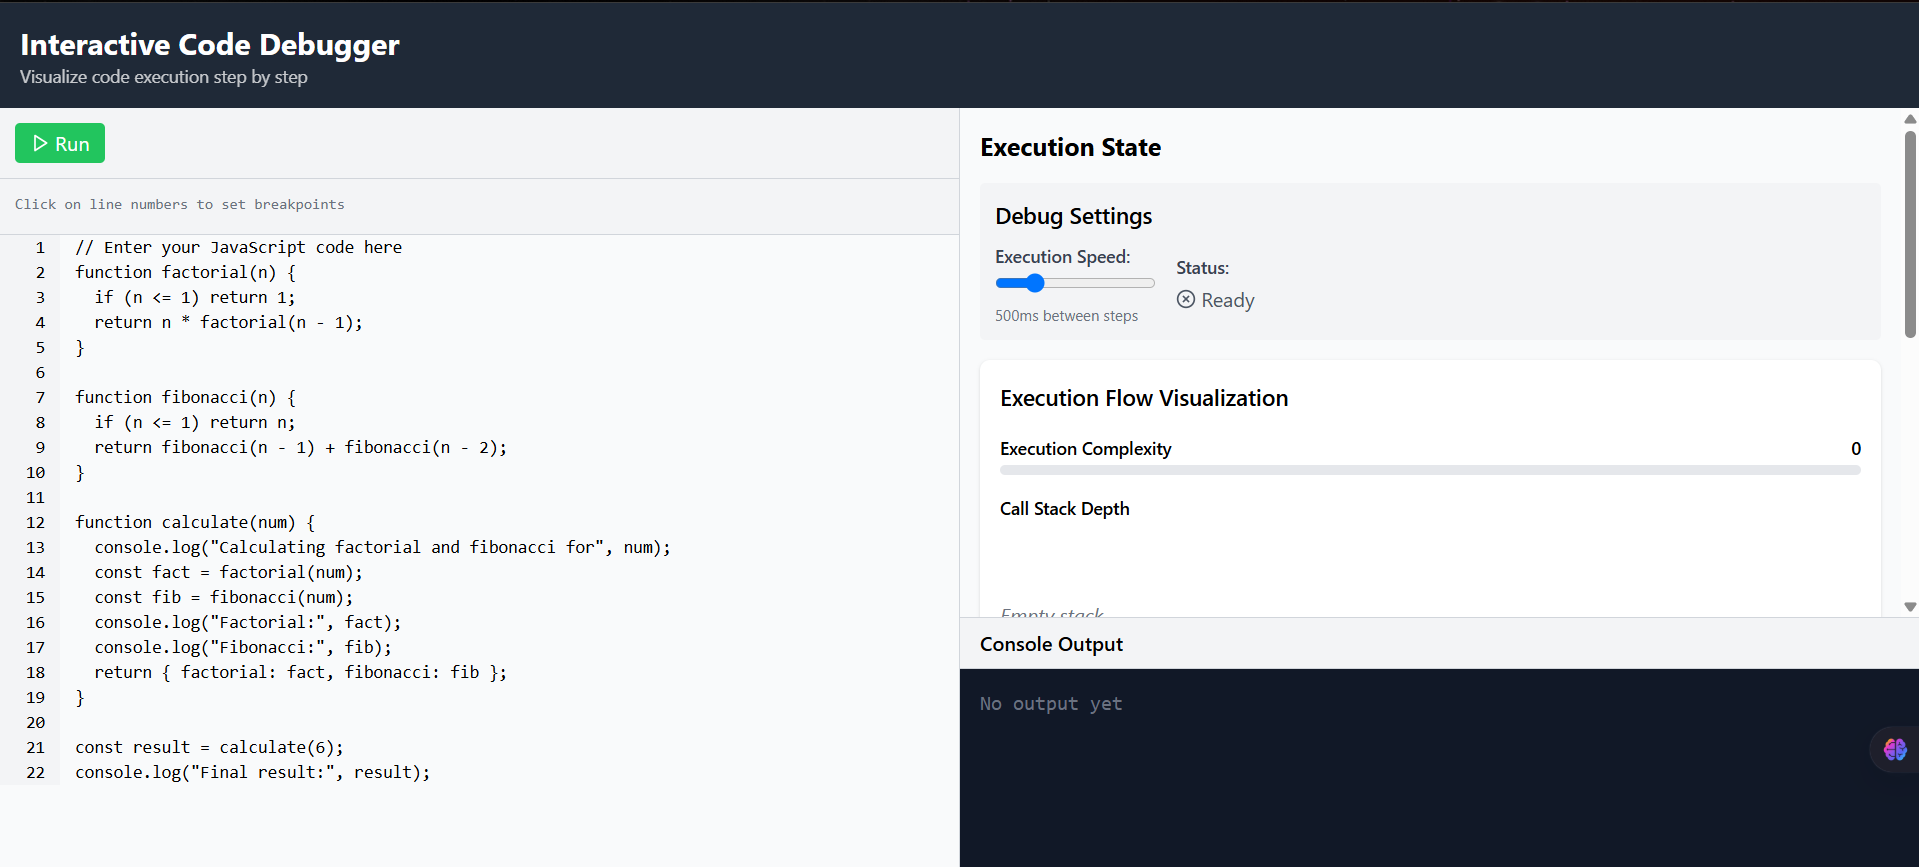 Interactive Code Debugger
Visualize code execution step by step
Run
Click on line numbers to set breakpoints
1 // Enter your JavaScript code here
2 function factorial(n) {
3   if (n <= 1) return 1;
4   return n * factorial(n - 1);
5 }
6
7 function fibonacci(n) {
8   if (n <= 1) return n;
9   return fibonacci(n - 1) + fibonacci(n - 2);
10 }
11
12 function calculate(num) {
13   console.log("Calculating factorial and fibonacci for", num);
14   const fact = factorial(num);
15   const fib = fibonacci(num);
16   console.log("Factorial:", fact);
17   console.log("Fibonacci:", fib);
18   return { factorial: fact, fibonacci: fib };
19 }
20
21 const result = calculate(6);
22 console.log("Final result:", result);
Execution State
Debug Settings
Execution Speed:
500ms between steps
Status:
Ready
Execution Flow Visualization
Execution Complexity 0
Call Stack Depth
Empty stack
Console Output
No output yet